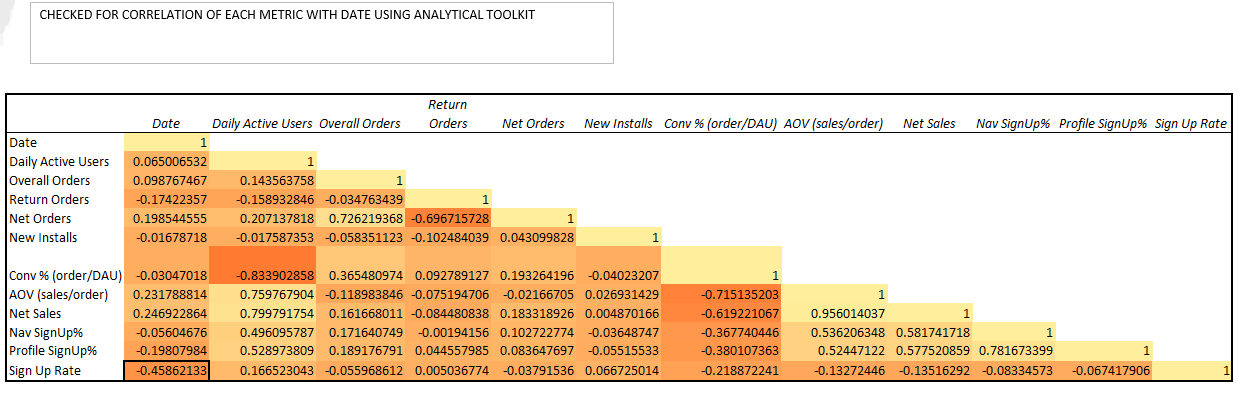 CHECKED FOR CORRELATION OF EACH METRIC WITH DATE USING ANALYTICAL TOOLKIT
Date Daily Active Users Overall Orders Return Orders Net Orders New Installs Conv % (order/DAU) AOV (sales/order) Net Sales Nav SignUp% Profile SignUp% Sign Up Rate
Date 1
Daily Active Users 0.065006532 1
Overall Orders 0.098767467 0.143563758 1
Return Orders -0.17422357 -0.158932846 -0.034763439 1
Net Orders 0.198544555 0.207137818 0.726219368 -0.696715728 1
New Installs -0.01678718 -0.017587353 -0.058351123 -0.102484039 0.043099828 1
Conv % (order/DAU) -0.03047018 -0.833902858 0.365480974 0.092789127 0.193264196 -0.04023207 1
AOV (sales/order) 0.231788814 0.759767904 -0.118983846 -0.075194706 -0.02166705 0.026931429 -0.715135203 1
Net Sales 0.246922864 0.799791754 0.161668011 -0.084480838 0.183318926 0.004870166 -0.619221067 0.956014037 1
Nav SignUp% -0.05604676 0.496095787 0.171640749 -0.00194156 0.102722774 -0.03648747 -0.367740446 0.536206348 0.581741718 1
Profile SignUp% -0.19807984 0.528973809 0.189176791 0.044557985 0.083647697 -0.05515533 -0.380107363 0.52447122 0.577520859 0.781673399 1
Sign Up Rate -0.45862133 0.166523043 -0.055968612 0.005036774 -0.03791536 0.066725014 -0.218872241 -0.13272446 -0.13516292 -0.08334573 -0.067417906 1